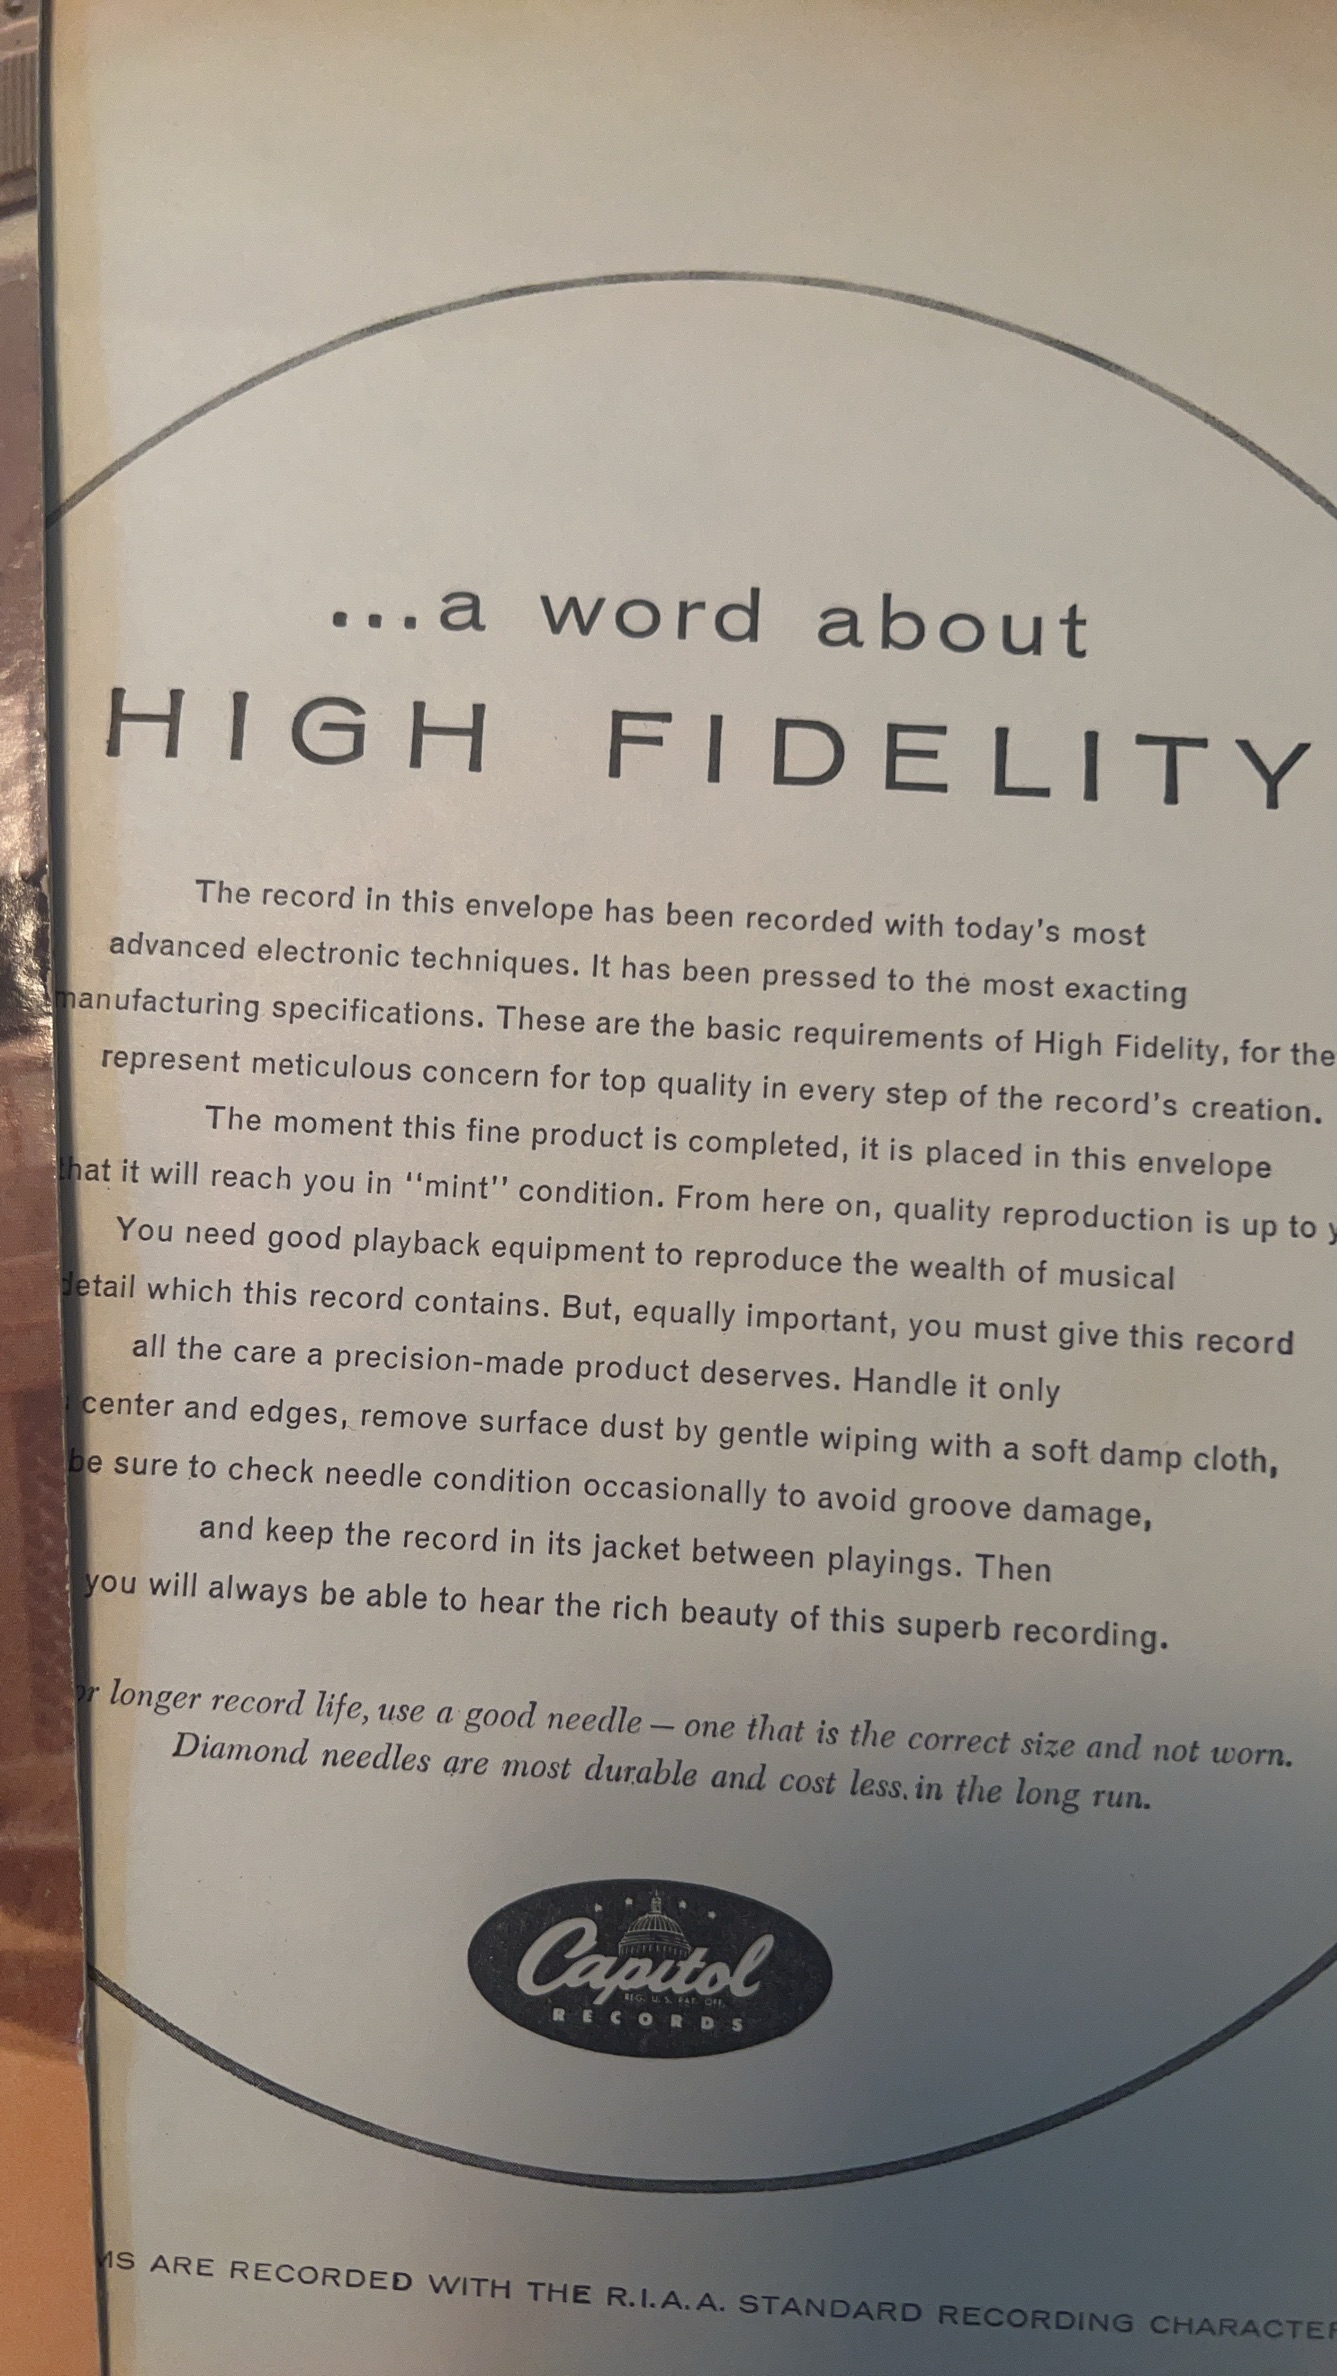 ...a word about
HIGH FIDELITY
The record in this envelope has been recorded with today's most
advanced electronic techniques. It has been pressed to the most exacting
manufacturing specifications. These are the basic requirements of High Fidelity, for the
represent meticulous concern for top quality in every step of the record's creation.
The moment this fine product is completed, it is placed in this envelope
that it will reach you in "mint" condition. From here on, quality reproduction is up to y
You need good playback equipment to reproduce the wealth of musical
detail which this record contains. But, equally important, you must give this record
all the care a precision-made product deserves. Handle it only
center and edges, remove surface dust by gentle wiping with a soft damp cloth,
be sure to check needle condition occasionally to avoid groove damage,
and keep the record in its jacket between playings. Then
you will always be able to hear the rich beauty of this superb recording.
or longer record life, use a good needle — one that is the correct size and not worn.
Diamond needles are most durable and cost less in the long run.
Capitol
REG. U.S. PAT. OFF.
RECORDS
MS ARE RECORDED WITH THE R.I.A.A. STANDARD RECORDING CHARACTER